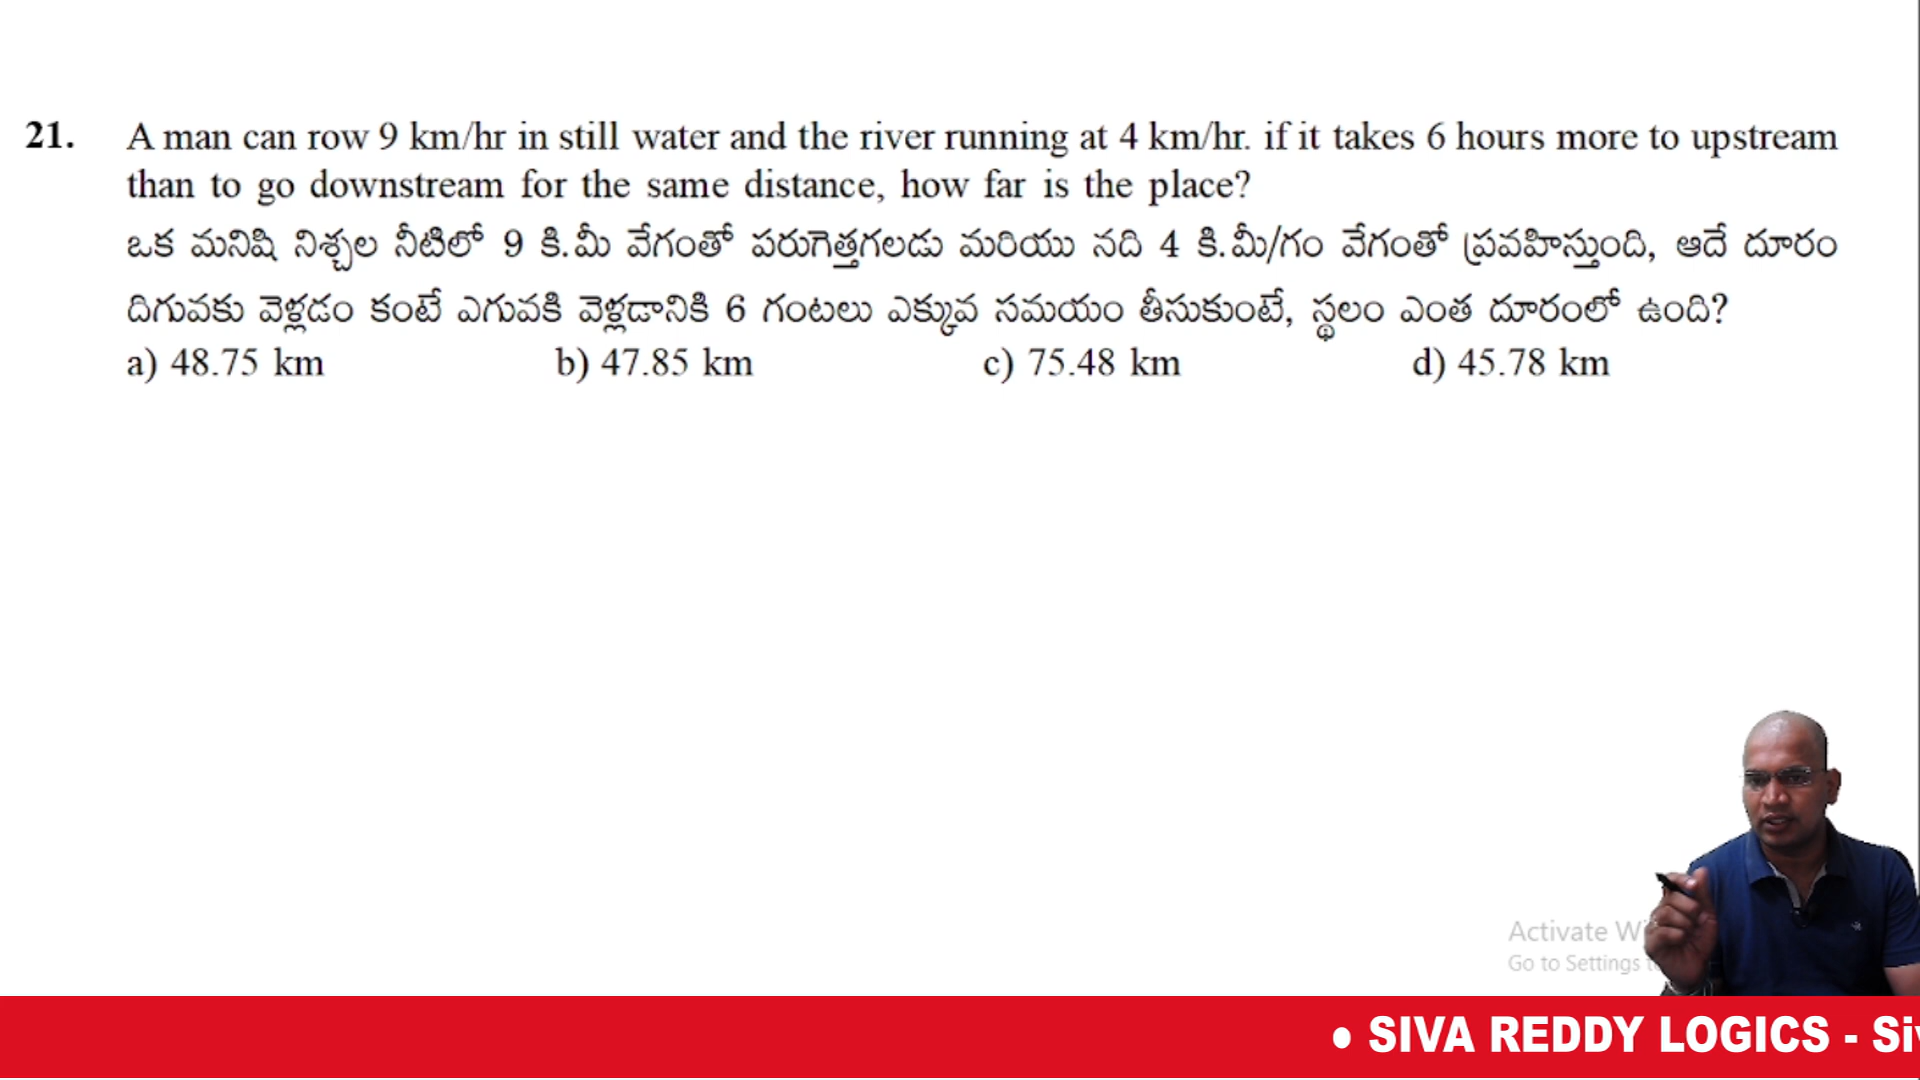 21. A man can row 9 km/hr in still water and the river running at 4 km/hr. if it takes 6 hours more to upstream
than to go downstream for the same distance, how far is the place?
ఒక మనిషి నిశ్చల నీటిలో 9 కి.మీ వేగంతో పరుగెత్తగలడు మరియు నది 4 కి.మీ/గం వేగంతో ప్రవహిస్తుంది, ఆదే దూరం
దిగువకు వెళ్లడం కంటే ఎగువకి వెళ్లడానికి 6 గంటలు ఎక్కువ సమయం తీసుకుంటే, స్థలం ఎంత దూరంలో ఉంది?
a) 48.75 km b) 47.85 km c) 75.48 km d) 45.78 km
Activate
Go to Settings
• SIVA REDDY LOGICS -